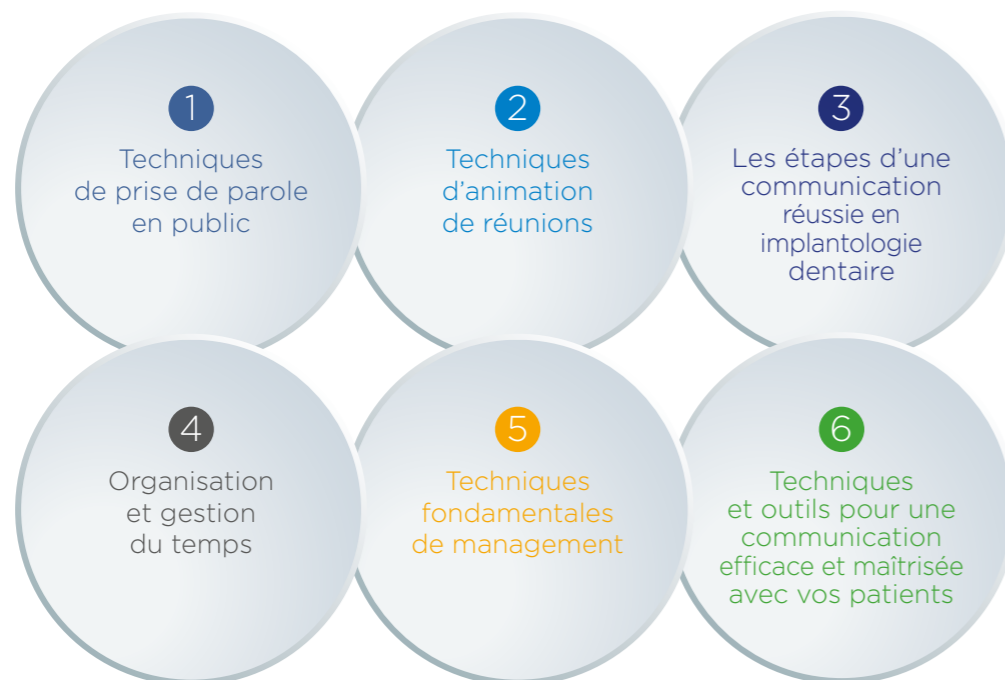 1
Techniques
de prise de parole
en public
2
Techniques
d’animation
de réunions
3
Les étapes d’une
communication
réussie en
implantologie
dentaire
4
Organisation
et gestion
du temps
5
Techniques
fondamentales
de management
6
Techniques
et outils pour une
communication
efficace et maîtrisée
avec vos patients